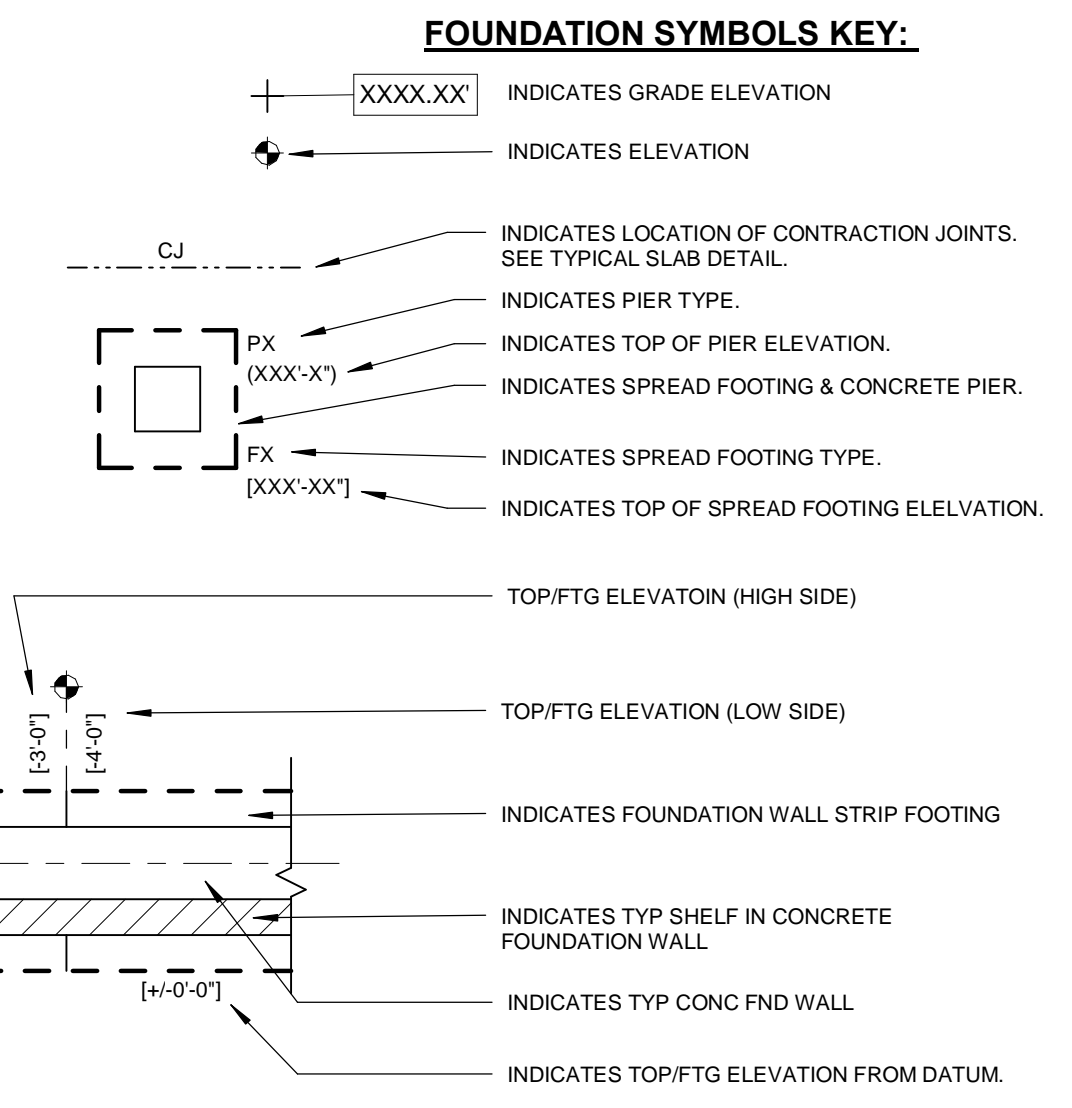 FOUNDATION SYMBOLS KEY:
XXXX.XX' INDICATES GRADE ELEVATION
INDICATES ELEVATION
CJ
INDICATES LOCATION OF CONTRACTION JOINTS.
SEE TYPICAL SLAB DETAIL.
INDICATES PIER TYPE.
PX
INDICATES TOP OF PIER ELEVATION.
(XXX'-X")
INDICATES SPREAD FOOTING & CONCRETE PIER.
FX
INDICATES SPREAD FOOTING TYPE.
[XXX'-XX"]
INDICATES TOP OF SPREAD FOOTING ELELVATION.
TOP/FTG ELEVATOIN (HIGH SIDE)
TOP/FTG ELEVATION (LOW SIDE)
[-3'-0"]
[-4'-0"]
INDICATES FOUNDATION WALL STRIP FOOTING
INDICATES TYP SHELF IN CONCRETE
FOUNDATION WALL
[+/-0'-0"]
INDICATES TYP CONC FND WALL
INDICATES TOP/FTG ELEVATION FROM DATUM.